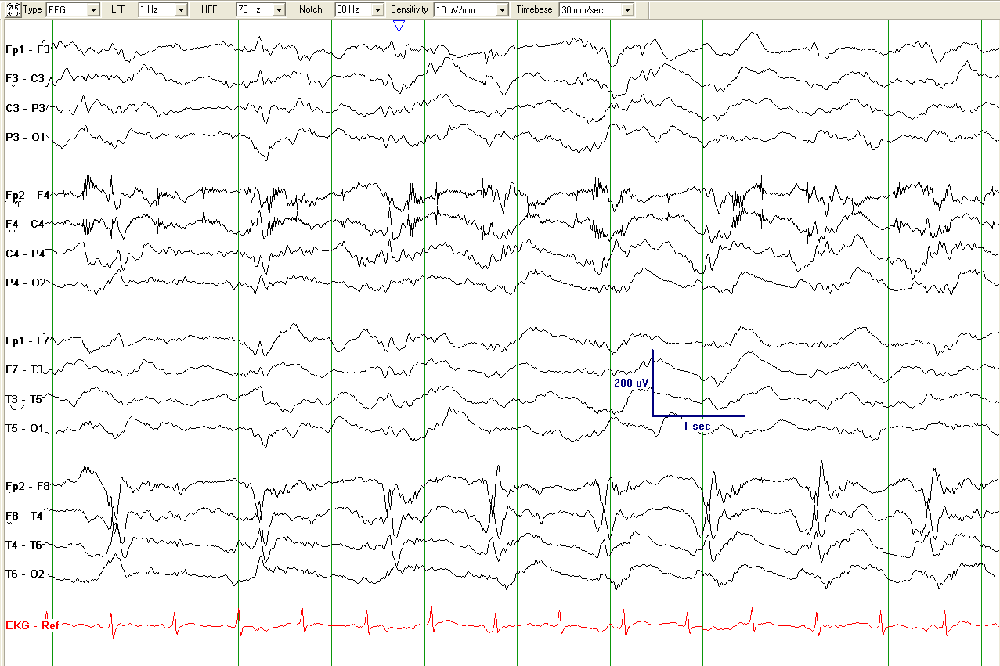 Type EEG LFF 1 Hz HFF 70 Hz Notch 60 Hz Sensitivity 10 uV/mm Timebase 30 mm/sec
Fp1 - F3
F3 - C3
C3 - P3
P3 - O1
Fp2 - F4
F4 - C4
C4 - P4
P4 - O2
Fp1 - F7
F7 - T3
200 uV
T3 - T5
T5 - O1
1 sec
Fp2 - F8
F8 - T4
T4 - T6
T6 - O2
EKG - Ref